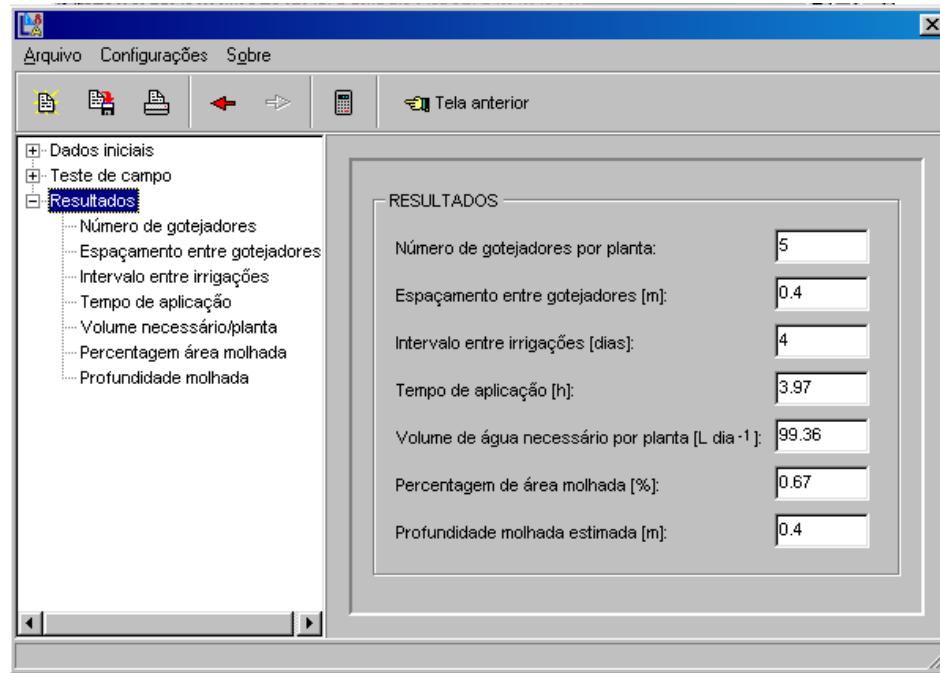 Arquivo Configurações Sobre
Tela anterior
Dados iniciais
Teste de campo
Resultados
Número de gotejadores
Espaçamento entre gotejadores
Intervalo entre irrigações
Tempo de aplicação
Volume necessário/planta
Percentagem área molhada
Profundidade molhada
RESULTADOS
Número de gotejadores por planta: 5
Espaçamento entre gotejadores [m]: 0.4
Intervalo entre irrigações [dias]: 4
Tempo de aplicação [h]: 3.97
Volume de água necessário por planta [L dia -1]: 99.36
Percentagem de área molhada [%]: 0.67
Profundidade molhada estimada [m]: 0.4